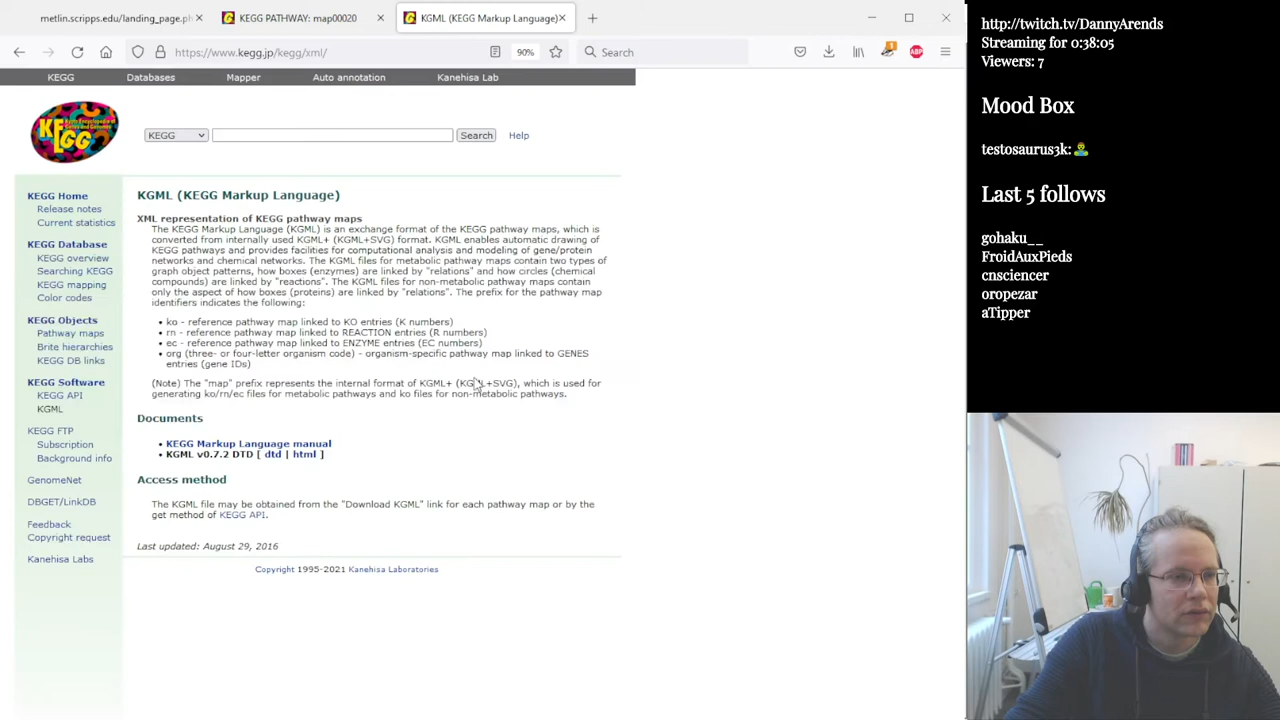 metlin.scripps.edu/landing_page.ph
KEGG PATHWAY: map00020
KGML (KEGG Markup Language)
https://www.kegg.jp/kegg/xml/
90%
Search
KEGG
Databases
Mapper
Auto annotation
Kanehisa Lab
KEGG
KEGG
Search
Help
KEGG Home
Release notes
Current statistics
KEGG Database
KEGG overview
Searching KEGG
KEGG mapping
Color codes
KEGG Objects
Pathway maps
Brite hierarchies
KEGG DB links
KEGG Software
KEGG API
KGML
KEGG FTP
Subscription
Background info
GenomeNet
DBGET/LinkDB
Feedback
Copyright request
Kanehisa Labs
KGML (KEGG Markup Language)
XML representation of KEGG pathway maps
The KEGG Markup Language (KGML) is an exchange format of the KEGG pathway maps, which is
converted from internally used KGML+ (KGML+SVG) format. KGML enables automatic drawing of
KEGG pathways and provides facilities for computational analysis and modeling of gene/protein
networks and chemical networks. The KGML files for metabolic pathway maps contain two types of
graph object patterns, how boxes (enzymes) are linked by "relations" and how circles (chemical
compounds) are linked by "reactions". The KGML files for non-metabolic pathway maps contain
only the aspect of how boxes (proteins) are linked by "relations". The prefix for the pathway map
identifiers indicates the following:
• ko - reference pathway map linked to KO entries (K numbers)
• rn - reference pathway map linked to REACTION entries (R numbers)
• ec - reference pathway map linked to ENZYME entries (EC numbers)
• org (three- or four-letter organism code) - organism-specific pathway map linked to GENES
entries (gene IDs)
(Note) The "map" prefix represents the internal format of KGML+ (KGML+SVG), which is used for
generating ko/rn/ec files for metabolic pathways and ko files for non-metabolic pathways.
Documents
• KEGG Markup Language manual
• KGML v0.7.2 DTD [ dtd | html ]
Access method
The KGML file may be obtained from the "Download KGML" link for each pathway map or by the
get method of KEGG API.
Last updated: August 29, 2016
Copyright 1995-2021 Kanehisa Laboratories
http://twitch.tv/DannyArends
Streaming for 0:38:05
Viewers: 7
Mood Box
testosaurus3k:
Last 5 follows
gohaku__
FroidAuxPieds
cnsciencer
oropezar
aTipper